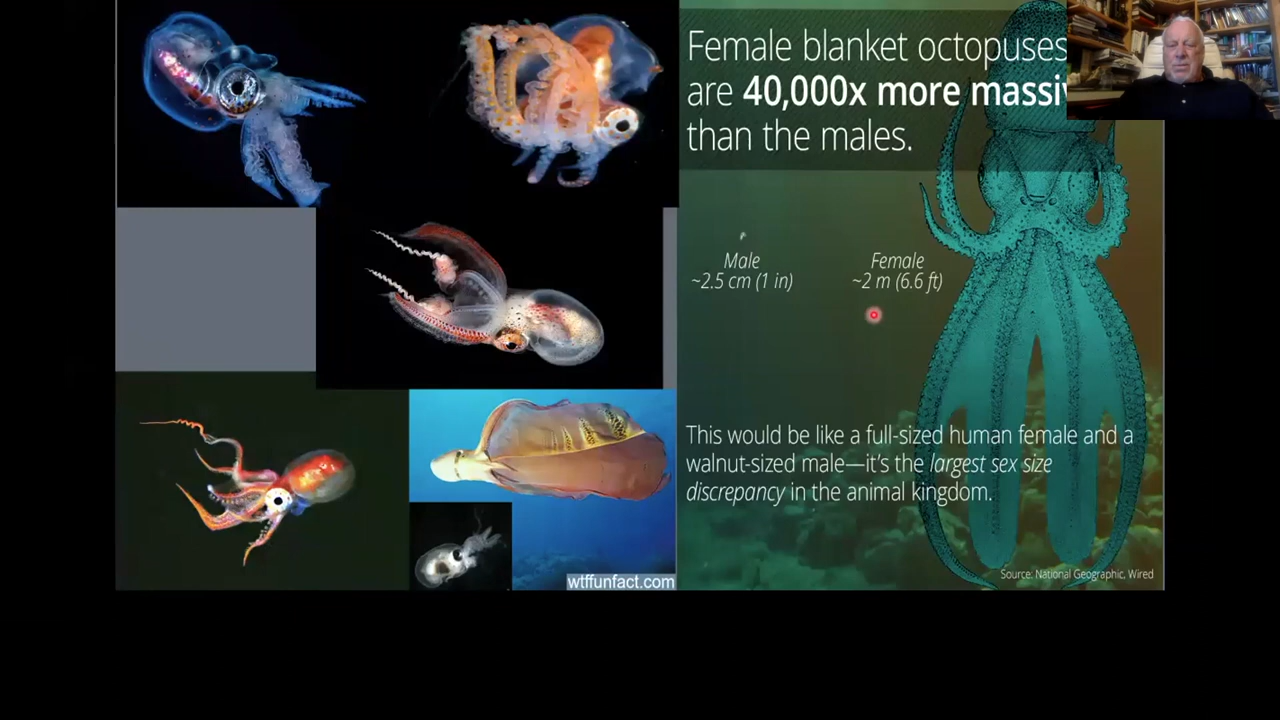 Female blanket octopuses
are 40,000x more massi
than the males.
Male
~2.5 cm (1 in)
Female
~2 m (6.6 ft)
This would be like a full-sized human female and a
walnut-sized male—it's the largest sex size
discrepancy in the animal kingdom.
Source: National Geographic, Wired
wtffunfact.com